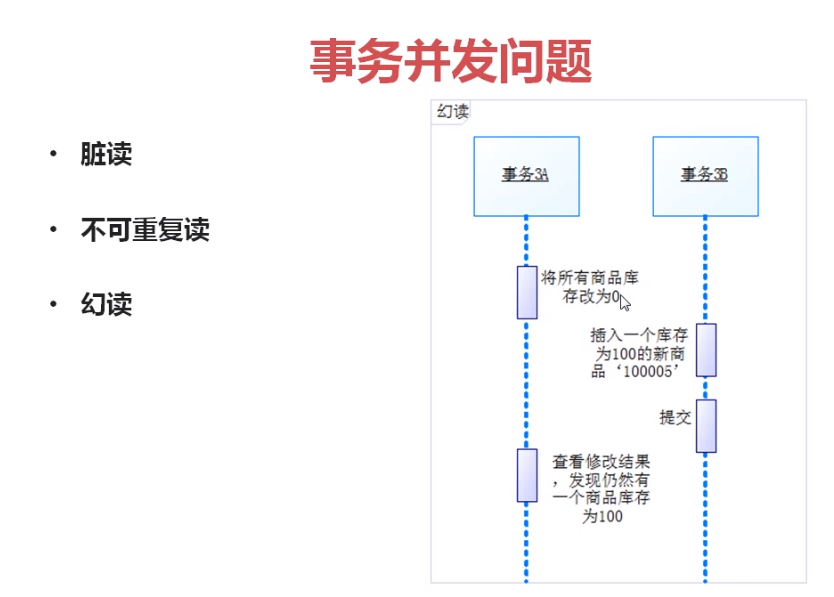 事务并发问题
• 脏读
• 不可重复读
• 幻读
幻读
事务3A
事务3B
将所有商品库
存改为0
插入一个库存
为100的新商
品‘100005’
提交
查看修改结果
，发现仍然有
一个商品库存
为100